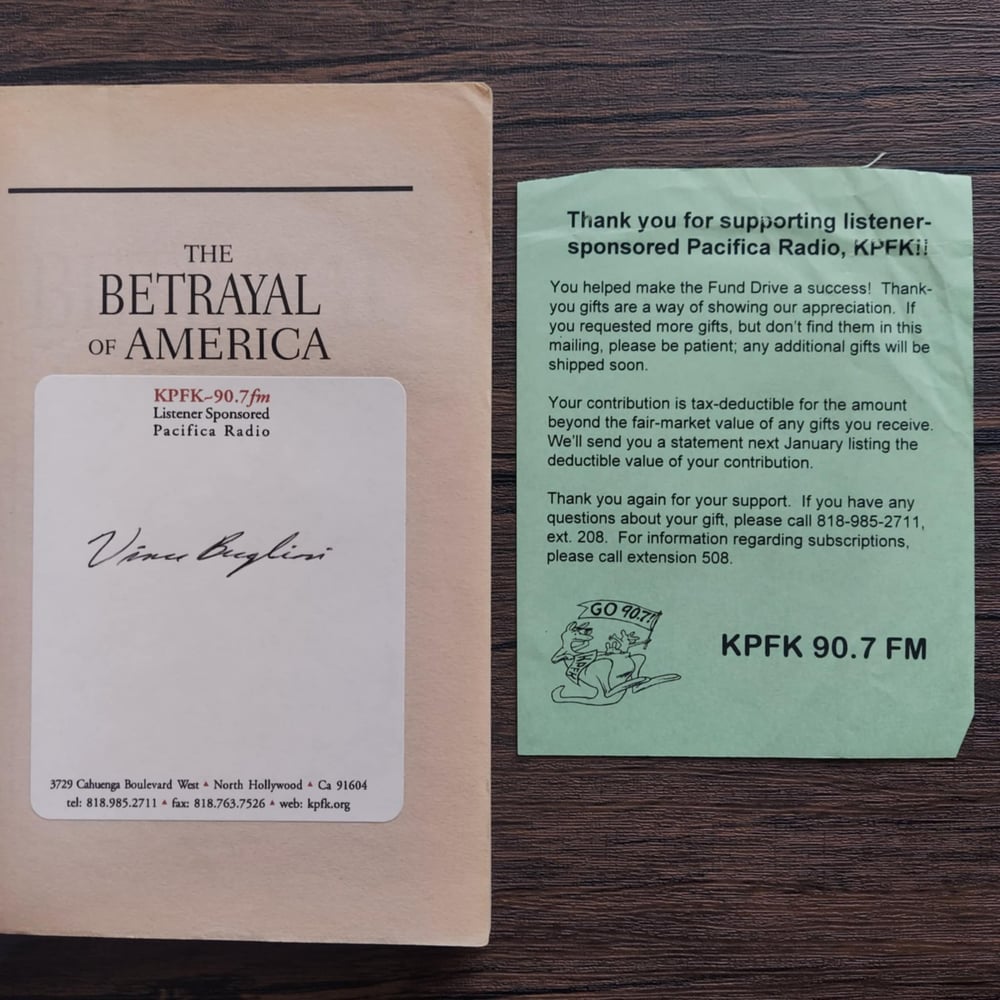 THE
BETRAYAL
OF AMERICA
KPFK~90.7fm
Listener Sponsored
Pacifica Radio
Vince Bugliosi
3729 Cahuenga Boulevard West ▲ North Hollywood ▲ Ca 91604
tel: 818.985.2711 ▲ fax: 818.763.7526 ▲ web: kpfk.org
Thank you for supporting listener-
sponsored Pacifica Radio, KPFK!!
You helped make the Fund Drive a success!  Thank-
you gifts are a way of showing our appreciation.  If
you requested more gifts, but don't find them in this
mailing, please be patient; any additional gifts will be
shipped soon.
Your contribution is tax-deductible for the amount
beyond the fair-market value of any gifts you receive.
We'll send you a statement next January listing the
deductible value of your contribution.
Thank you again for your support.  If you have any
questions about your gift, please call 818-985-2711,
ext. 208.  For information regarding subscriptions,
please call extension 508.
GO 90.7!
KPFK 90.7 FM